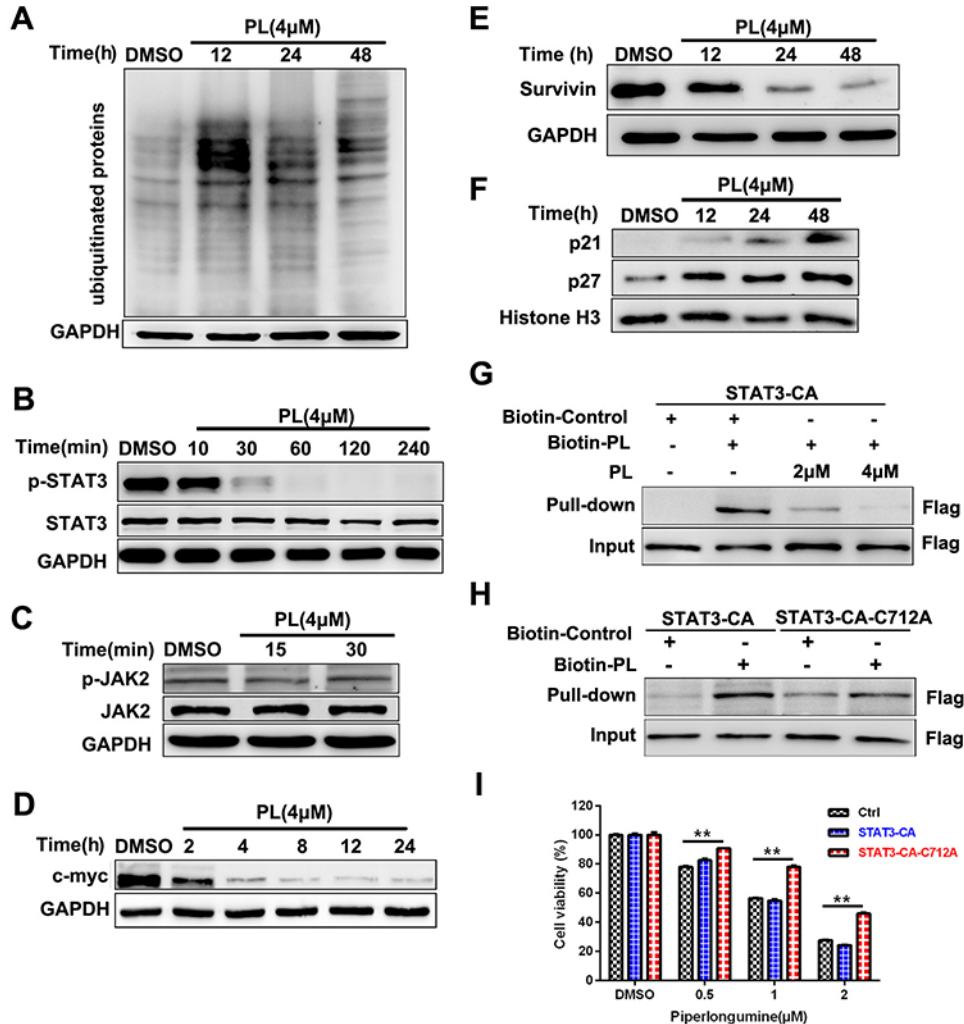 A
PL(4μM)
Time(h) DMSO 12 24 48
ubiquitinated proteins
GAPDH
B
PL(4μM)
Time(min) DMSO 10 30 60 120 240
p-STAT3
STAT3
GAPDH
C
PL(4μM)
Time(min) DMSO 15 30
p-JAK2
JAK2
GAPDH
D
PL(4μM)
Time(h) DMSO 2 4 8 12 24
c-myc
GAPDH
E
PL(4μM)
Time (h) DMSO 12 24 48
Survivin
GAPDH
F
PL(4μM)
Time(h) DMSO 12 24 48
p21
p27
Histone H3
G
STAT3-CA
Biotin-Control + + - -
Biotin-PL - + + +
PL - - 2μM 4μM
Pull-down Flag
Input Flag
H
STAT3-CA STAT3-CA-C712A
Biotin-Control + - + -
Biotin-PL - + - +
Pull-down Flag
Input Flag
I
Cell viability (%)
120
100
80
60
40
20
0
** ** **
Ctrl
STAT3-CA
STAT3-CA-C712A
DMSO 0.5 1 2
Piperlongumine(μM)